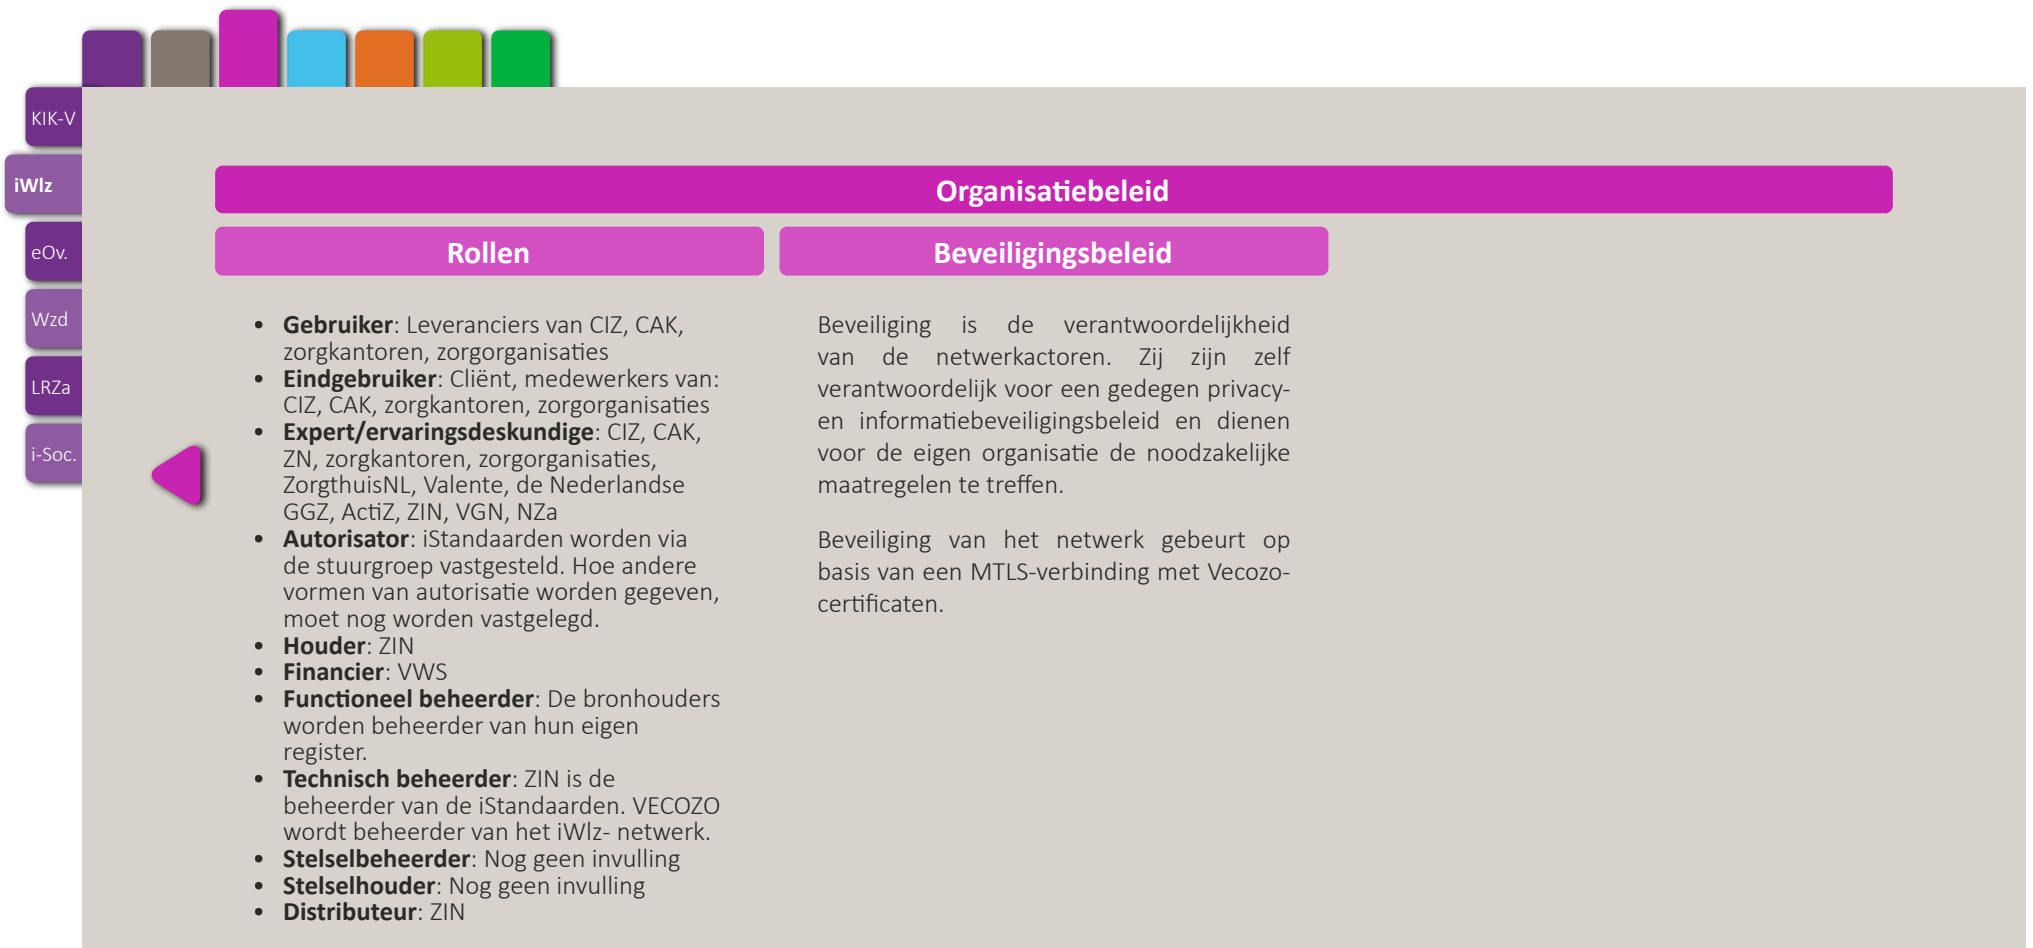 KIK-V
iWlz
eOv.
Wzd
LRZa
i-Soc.
Organisatiebeleid
Rollen
• Gebruiker: Leveranciers van CIZ, CAK,
zorgkantoren, zorgorganisaties
• Eindgebruiker: Cliënt, medewerkers van:
CIZ, CAK, zorgkantoren, zorgorganisaties
• Expert/ervaringsdeskundige: CIZ, CAK,
ZN, zorgkantoren, zorgorganisaties,
ZorgthuisNL, Valente, de Nederlandse
GGZ, ActiZ, ZIN, VGN, NZa
• Autorisator: iStandaarden worden via
de stuurgroep vastgesteld. Hoe andere
vormen van autorisatie worden gegeven,
moet nog worden vastgelegd.
• Houder: ZIN
• Financier: VWS
• Functioneel beheerder: De bronhouders
worden beheerder van hun eigen
register.
• Technisch beheerder: ZIN is de
beheerder van de iStandaarden. VECOZO
wordt beheerder van het iWlz- netwerk.
• Stelselbeheerder: Nog geen invulling
• Stelselhouder: Nog geen invulling
• Distributeur: ZIN
Beveiligingsbeleid
Beveiliging is de verantwoordelijkheid
van de netwerkactoren. Zij zijn zelf
verantwoordelijk voor een gedegen privacy-
en informatiebeveiligingsbeleid en dienen
voor de eigen organisatie de noodzakelijke
maatregelen te treffen.
Beveiliging van het netwerk gebeurt op
basis van een MTLS-verbinding met Vecozo-
certificaten.